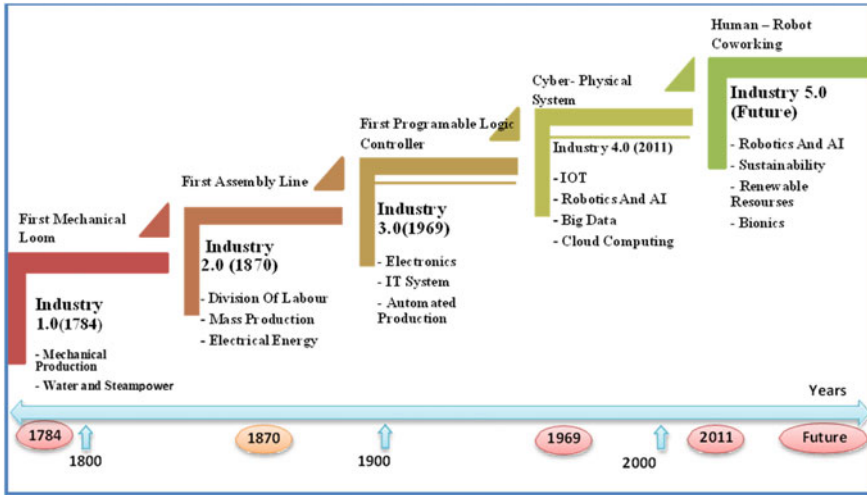 First Mechanical
Loom
Industry
1.0(1784)
- Mechanical
Production
- Water and Steampower
First Assembly Line
Industry
2.0 (1870)
- Division Of Labour
- Mass Production
- Electrical Energy
First Programable Logic
Controller
Industry
3.0(1969)
- Electronics
- IT System
- Automated
Production
Cyber- Physical
System
Industry 4.0 (2011)
- IOT
- Robotics And AI
- Big Data
- Cloud Computing
Human – Robot
Coworking
Industry 5.0
(Future)
- Robotics And AI
- Sustainability
- Renewable
Resourses
- Bionics
Years
1784
1870
1969
2011
Future
1800
1900
2000